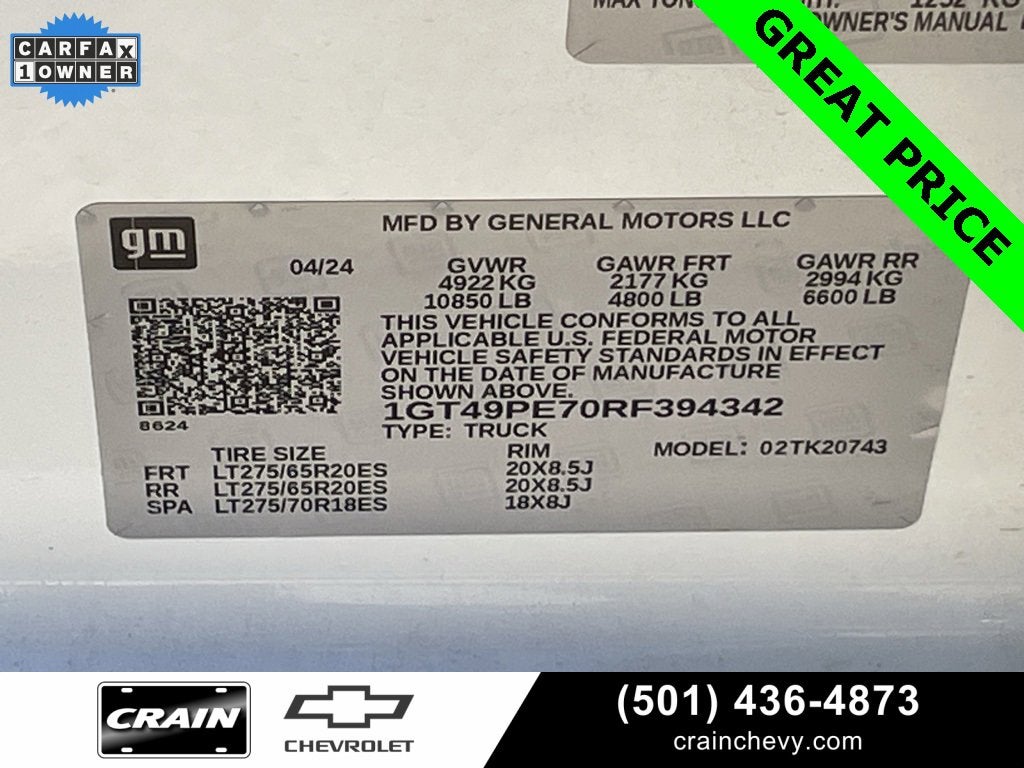 CARFAX
1 OWNER
1252 KG
OWNER'S MANUAL
GREAT PRICE
gm
MFD BY GENERAL MOTORS LLC
04/24
GVWR GAWR FRT GAWR RR
4922 KG 2177 KG 2994 KG
10850 LB 4800 LB 6600 LB
THIS VEHICLE CONFORMS TO ALL
APPLICABLE U.S. FEDERAL MOTOR
VEHICLE SAFETY STANDARDS IN EFFECT
ON THE DATE OF MANUFACTURE
SHOWN ABOVE.
1GT49PE70RF394342
8624
TYPE: TRUCK MODEL: 02TK20743
TIRE SIZE RIM
FRT LT275/65R20ES 20X8.5J
RR LT275/65R20ES 20X8.5J
SPA LT275/70R18ES 18X8J
CRAIN
CHEVROLET
(501) 436-4873
crainchevy.com